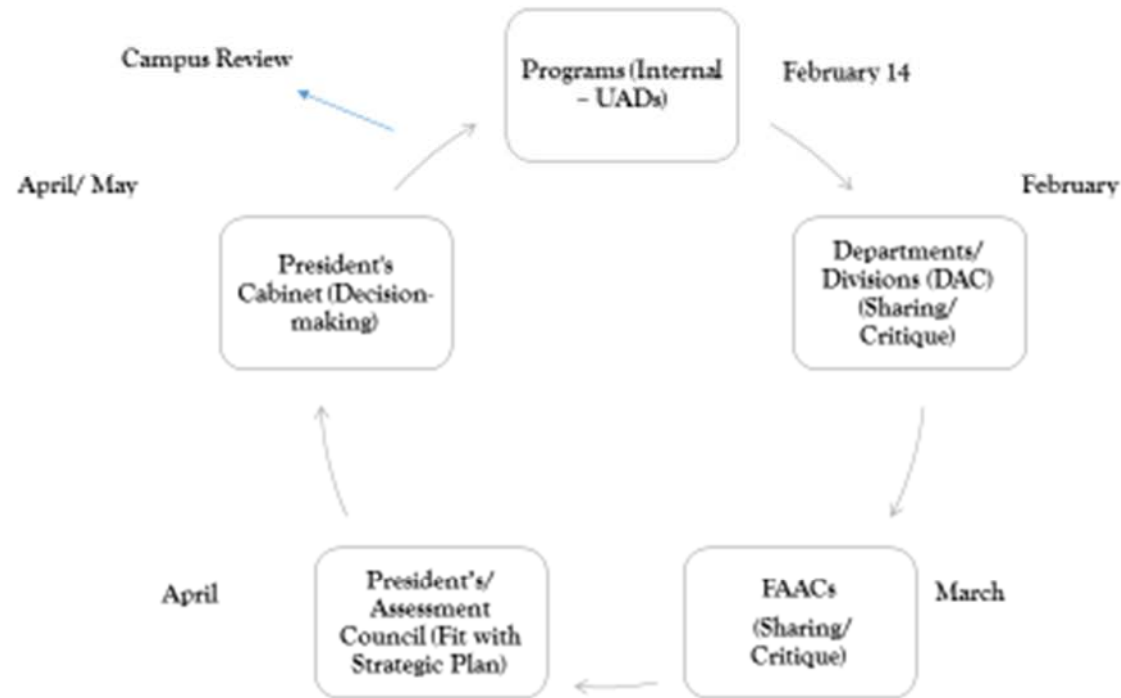 Campus Review
Programs (Internal
– UADs)
February 14
April/ May
February
President's
Cabinet (Decision-
making)
Departments/
Divisions (DAC)
(Sharing/
Critique)
April
President's/
Assessment
Council (Fit with
Strategic Plan)
FAACs
(Sharing/
Critique)
March